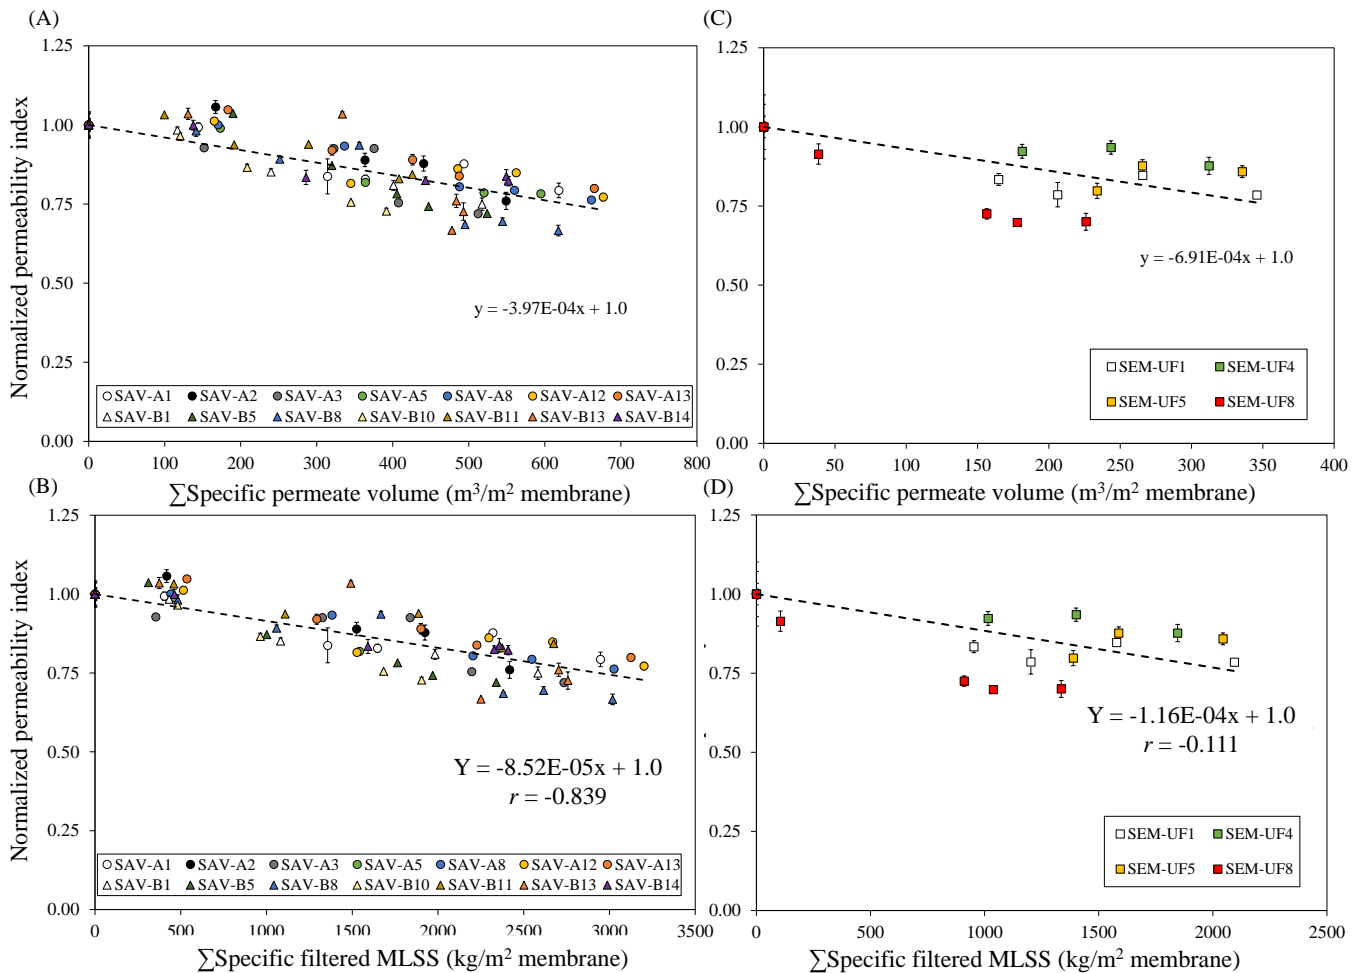 (A)
Normalized permeability index
1.25
1.00
0.75
0.50
0.25
0.00
y = -3.97E-04x + 1.0
SAV-A1 SAV-A2 SAV-A3 SAV-A5 SAV-A8 SAV-A12 SAV-A13
SAV-B1 SAV-B5 SAV-B8 SAV-B10 SAV-B11 SAV-B13 SAV-B14
0 100 200 300 400 500 600 700 800
∑Specific permeate volume (m³/m² membrane)
(C)
1.25
1.00
0.75
0.50
0.25
0.00
y = -6.91E-04x + 1.0
SEM-UF1 SEM-UF4
SEM-UF5 SEM-UF8
0 50 100 150 200 250 300 350 400
∑Specific permeate volume (m³/m² membrane)
(B)
Normalized permeability index
1.25
1.00
0.75
0.50
0.25
0.00
Y = -8.52E-05x + 1.0
r = -0.839
SAV-A1 SAV-A2 SAV-A3 SAV-A5 SAV-A8 SAV-A12 SAV-A13
SAV-B1 SAV-B5 SAV-B8 SAV-B10 SAV-B11 SAV-B13 SAV-B14
0 500 1000 1500 2000 2500 3000 3500
∑Specific filtered MLSS (kg/m² membrane)
(D)
1.25
1.00
0.75
0.50
0.25
0.00
Y = -1.16E-04x + 1.0
r = -0.111
SEM-UF1 SEM-UF4
SEM-UF5 SEM-UF8
0 500 1000 1500 2000 2500
∑Specific filtered MLSS (kg/m² membrane)